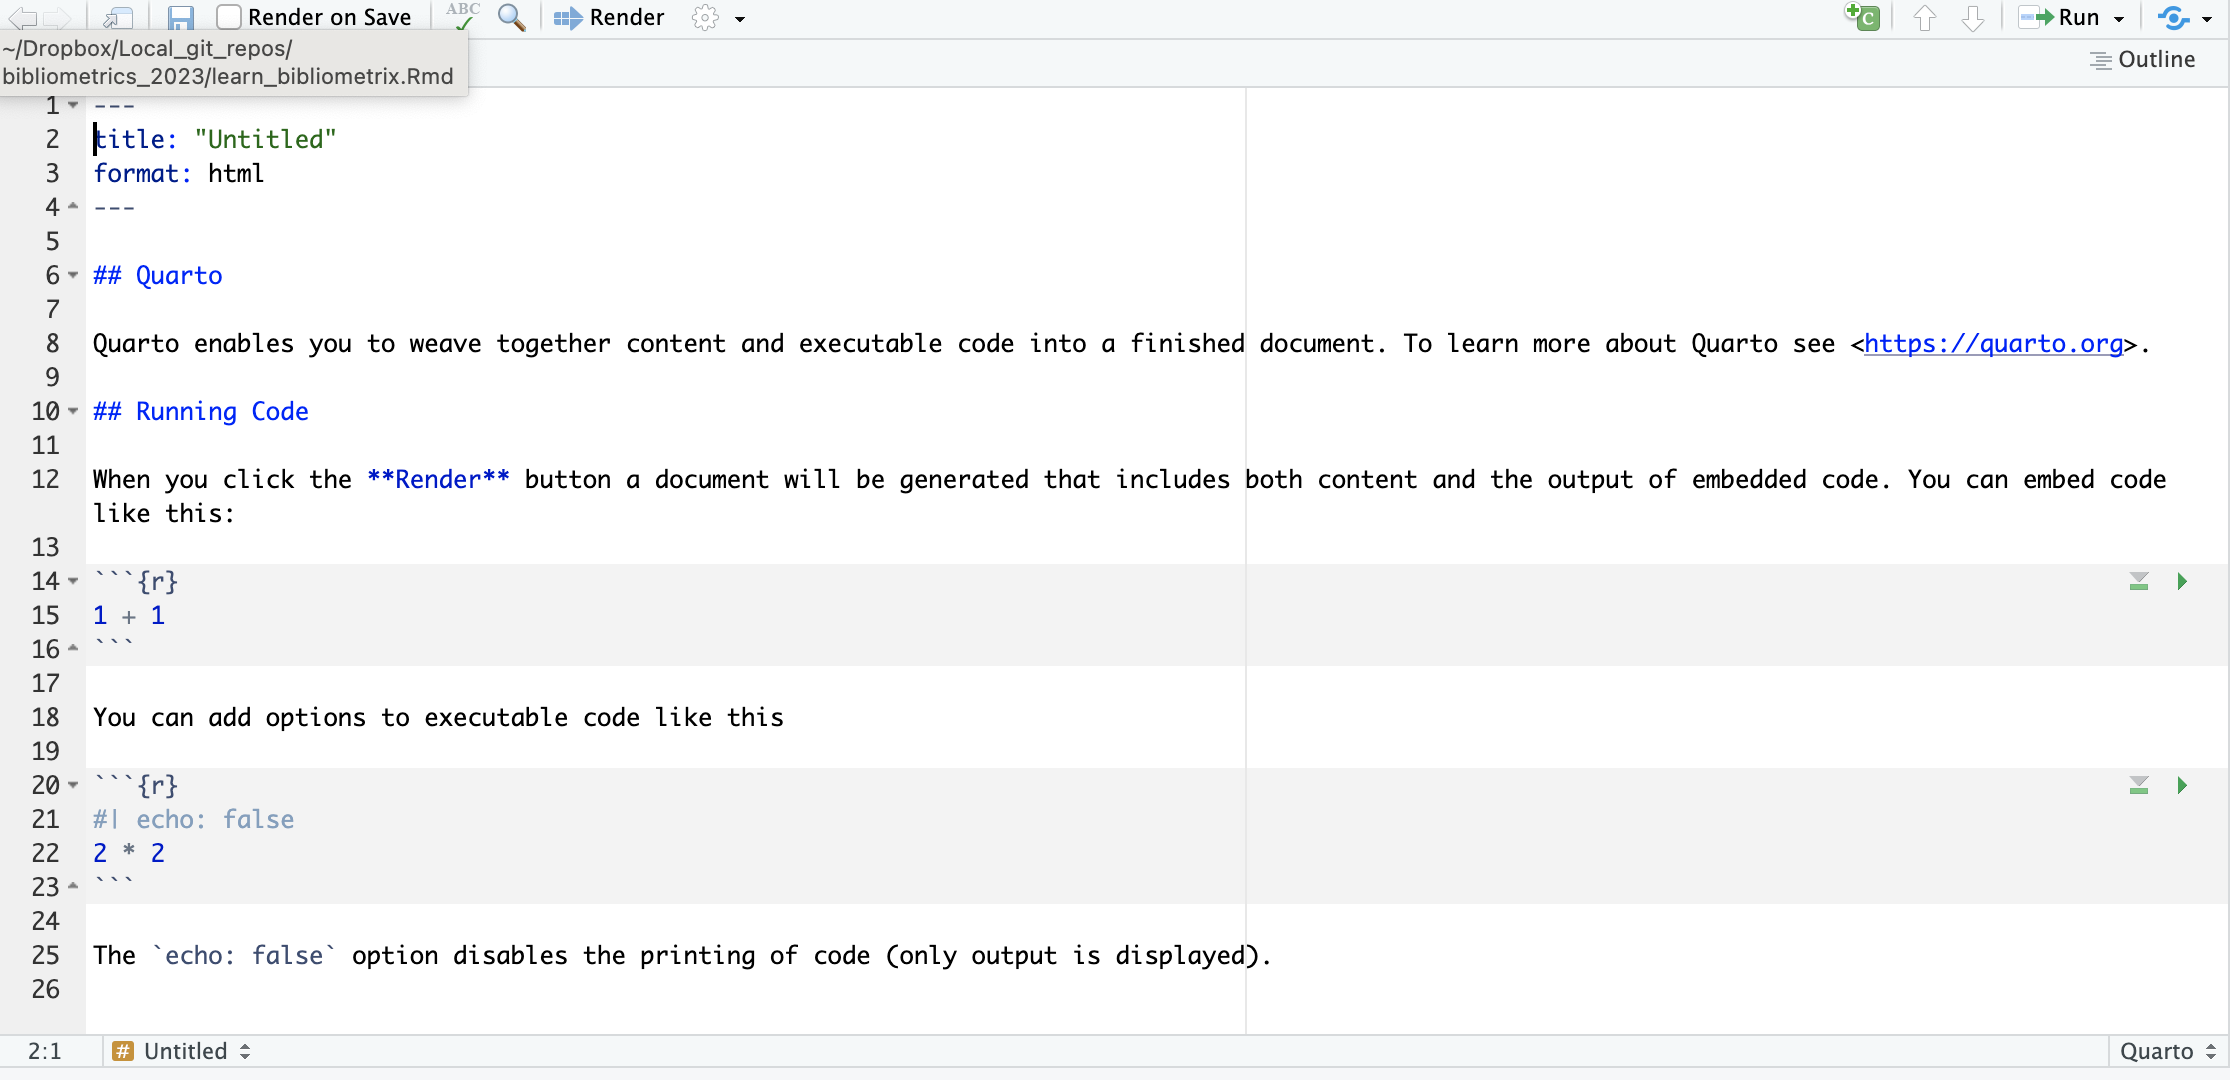 Render on Save
ABC
Render
C
Run
~/Dropbox/Local_git_repos/
bibliometrics_2023/learn_bibliometrix.Rmd
Outline
1 ---
2 title: "Untitled"
3 format: html
4 ---
5
6 ## Quarto
7
8 Quarto enables you to weave together content and executable code into a finished document. To learn more about Quarto see <https://quarto.org>.
9
10 ## Running Code
11
12 When you click the **Render** button a document will be generated that includes both content and the output of embedded code. You can embed code
like this:
13
14 ```{r}
15 1 + 1
16 ```
17
18 You can add options to executable code like this
19
20 ```{r}
21 #| echo: false
22 2 * 2
23 ```
24
25 The `echo: false` option disables the printing of code (only output is displayed).
26
2:1 # Untitled Quarto